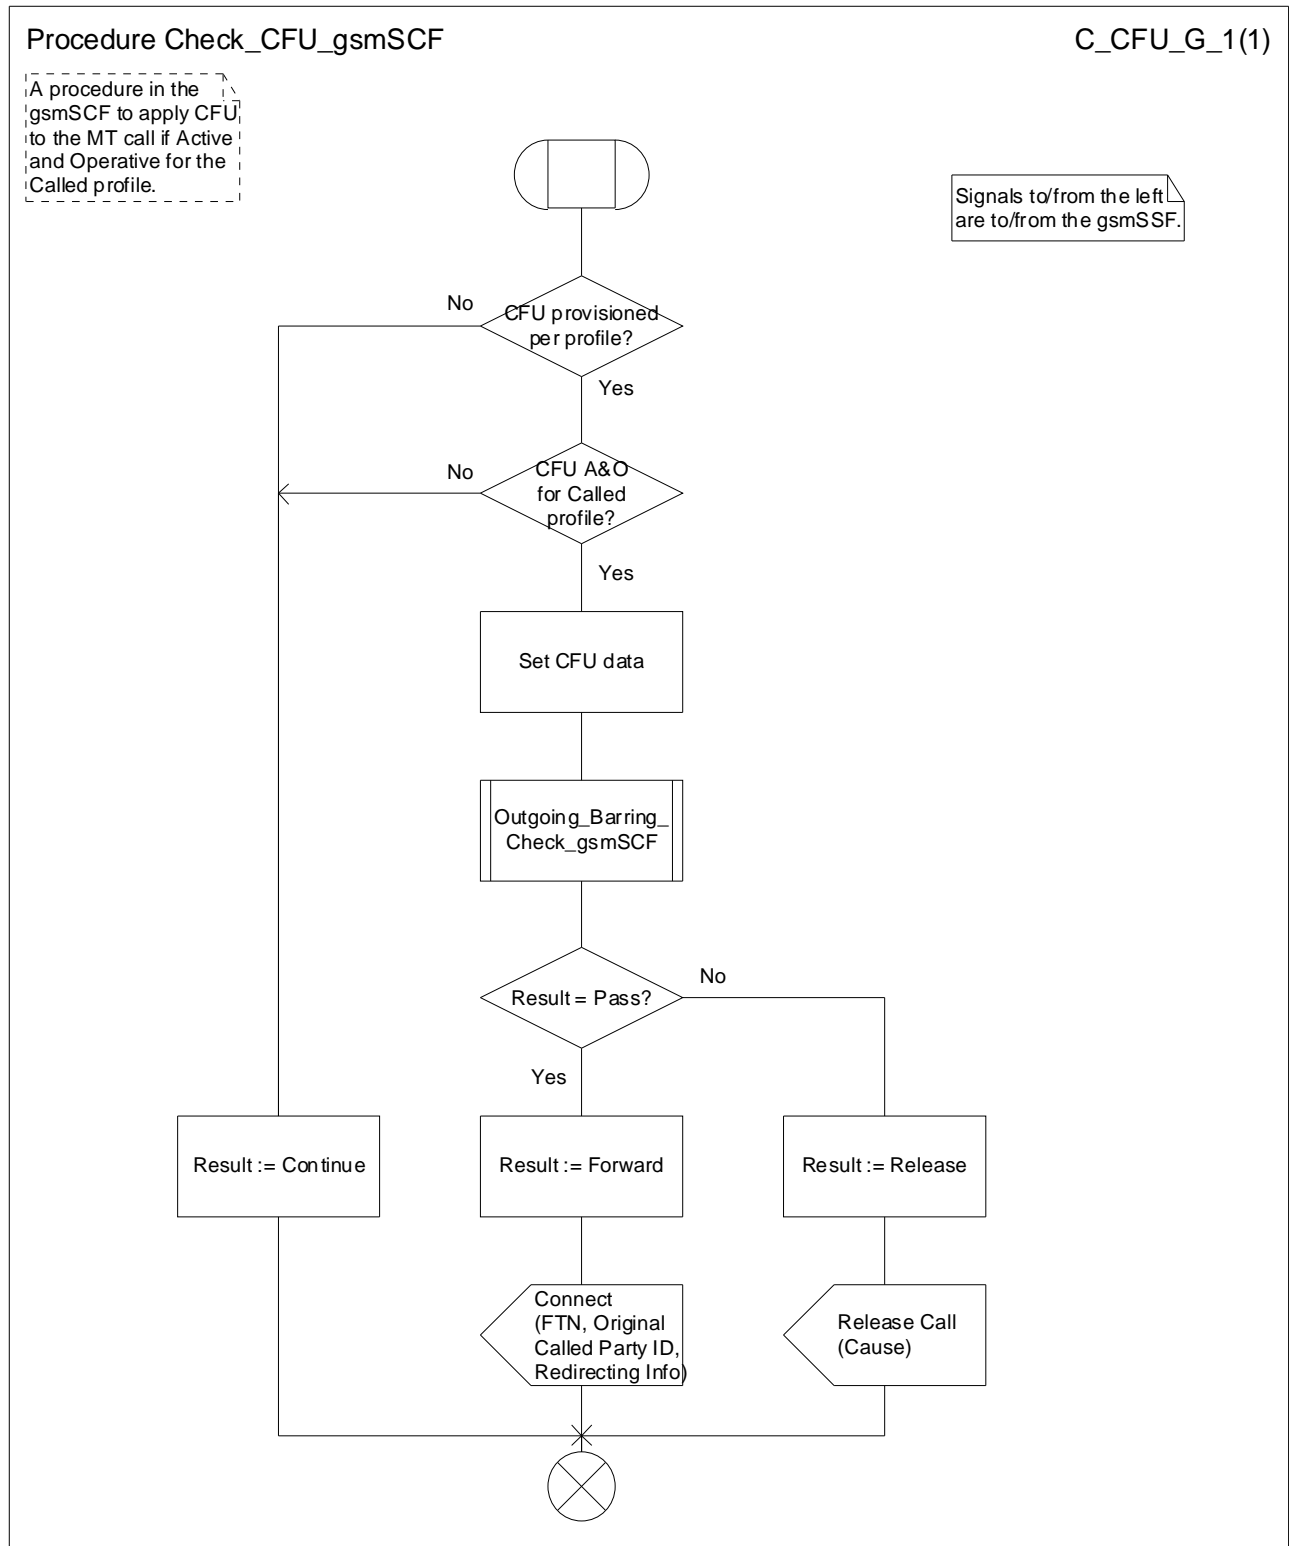 Procedure Check_CFU_gsmSCF
C_CFU_G_1(1)
A procedure in the
gsmSCF to apply CFU
to the MT call if Active
and Operative for the
Called profile.
Signals to/from the left
are to/from the gsmSSF.
No
CFU provisioned
per profile?
Yes
No
CFU A&O
for Called
profile?
Yes
Set CFU data
Outgoing_Barring_
Check_gsmSCF
No
Result = Pass?
Yes
Result := Continue
Result := Forward
Result := Release
Connect
(FTN, Original
Called Party ID,
Redirecting Info)
Release Call
(Cause)